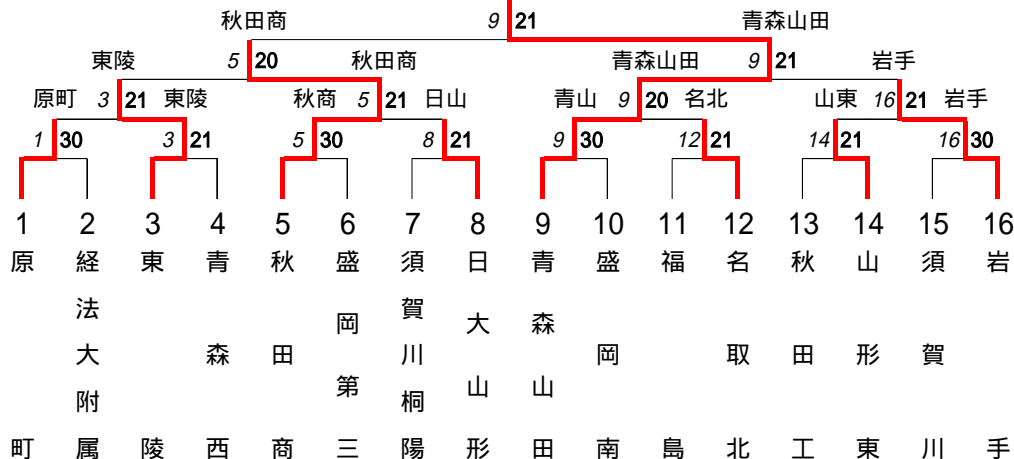 秋田商 9 21 青森山田
東陵 5 20 秋田商 青森山田 9 21 岩手
原町 3 21 東陵 秋商 5 21 日山 青山 9 20 名北 山東 16 21 岩手
1 30 3 21 5 30 8 21 9 30 12 21 14 21 16 30
1 2 3 4 5 6 7 8 9 10 11 12 13 14 15 16
原町
経法大附属
東陵
青森西
秋田商
盛岡第三
須賀川桐陽
日大山形
青森山田
盛岡南
福島
名取北
秋田工
山形東
須賀川
岩手